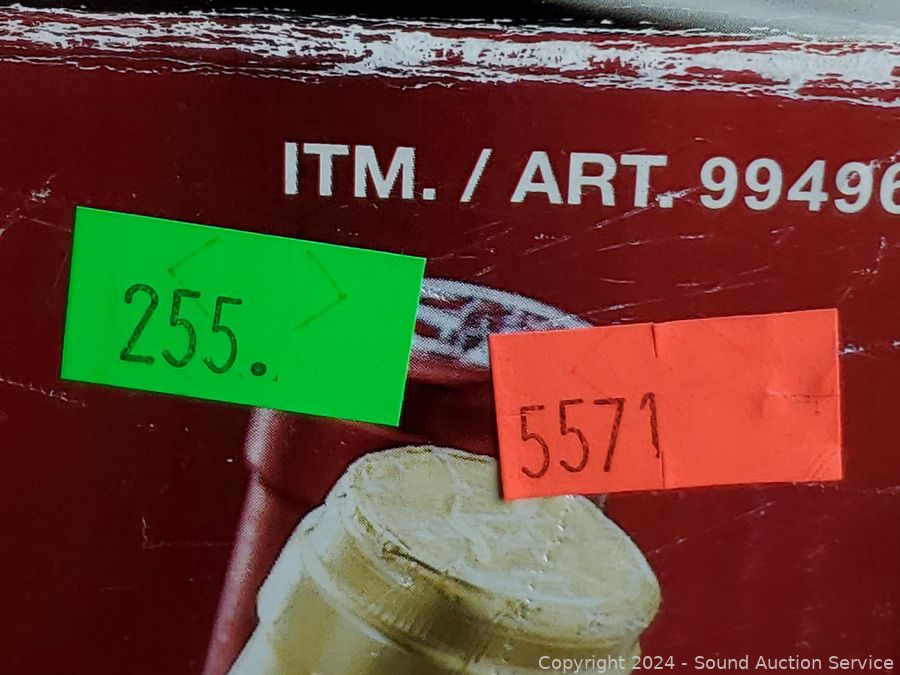 ITM. / ART. 99496
255.
5571
Copyright 2024 - Sound Auction Service